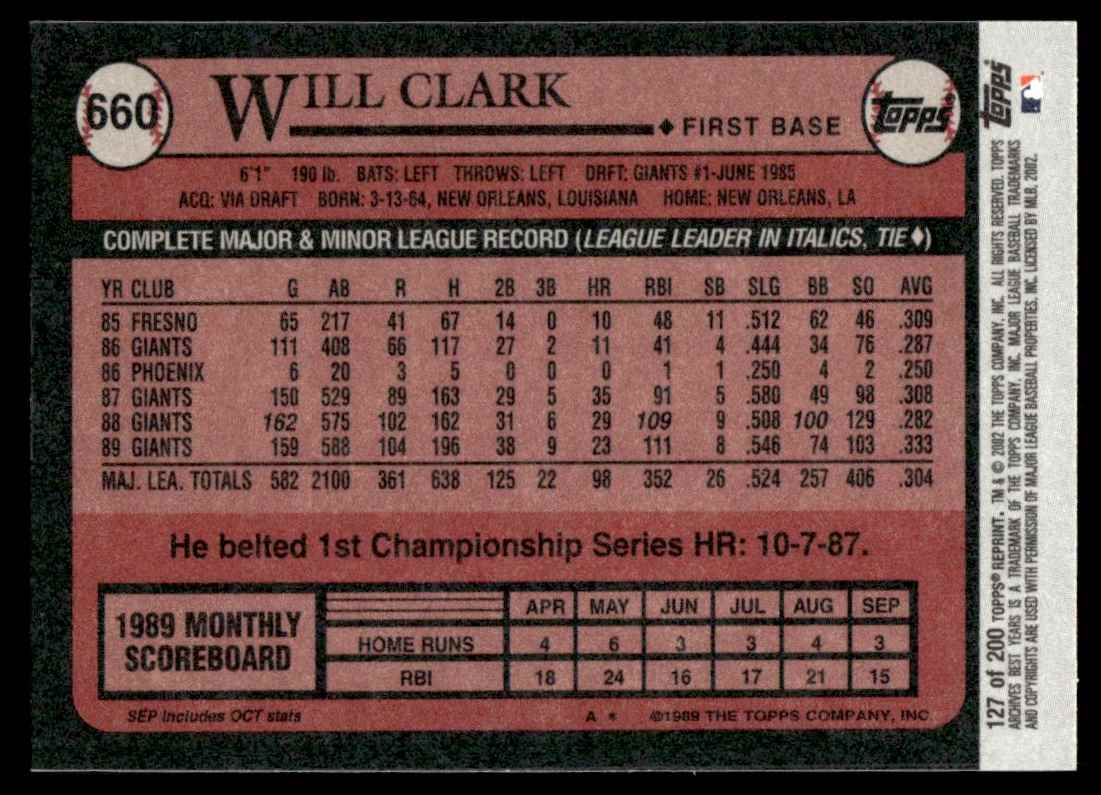 660
WILL CLARK
◆ FIRST BASE
TOPPS®
6'1" 190 lb. BATS: LEFT THROWS: LEFT DRFT: GIANTS #1-JUNE 1985
ACQ: VIA DRAFT BORN: 3-13-64, NEW ORLEANS, LOUISIANA HOME: NEW ORLEANS, LA
COMPLETE MAJOR & MINOR LEAGUE RECORD (LEAGUE LEADER IN ITALICS, TIE♦)
YR CLUB G AB R H 2B 3B HR RBI SB SLG BB SO AVG
85 FRESNO 65 217 41 67 14 0 10 48 11 .512 62 46 .309
86 GIANTS 111 408 66 117 27 2 11 41 4 .444 34 76 .287
86 PHOENIX 6 20 3 5 0 0 0 1 1 .250 4 2 .250
87 GIANTS 150 529 89 163 29 5 35 91 5 .580 49 98 .308
88 GIANTS 162 575 102 162 31 6 29 109 9 .508 100 129 .282
89 GIANTS 159 588 104 196 38 9 23 111 8 .546 74 103 .333
MAJ. LEA. TOTALS 582 2100 361 638 125 22 98 352 26 .524 257 406 .304
He belted 1st Championship Series HR: 10-7-87.
1989 MONTHLY
SCOREBOARD
APR MAY JUN JUL AUG SEP
HOME RUNS 4 6 3 3 4 3
RBI 18 24 16 17 21 15
SEP includes OCT stats
A * ©1989 THE TOPPS COMPANY, INC.
TOPPS
127 of 200 TOPPS® REPRINT. TM & © 2002 THE TOPPS COMPANY, INC. ALL RIGHTS RESERVED. TOPPS
ARCHIVES BEST YEARS IS A TRADEMARK OF THE TOPPS COMPANY, INC. MAJOR LEAGUE BASEBALL TRADEMARKS
AND COPYRIGHTS ARE USED WITH PERMISSION OF MAJOR LEAGUE BASEBALL PROPERTIES, INC. LICENSED BY MLB, 2002.